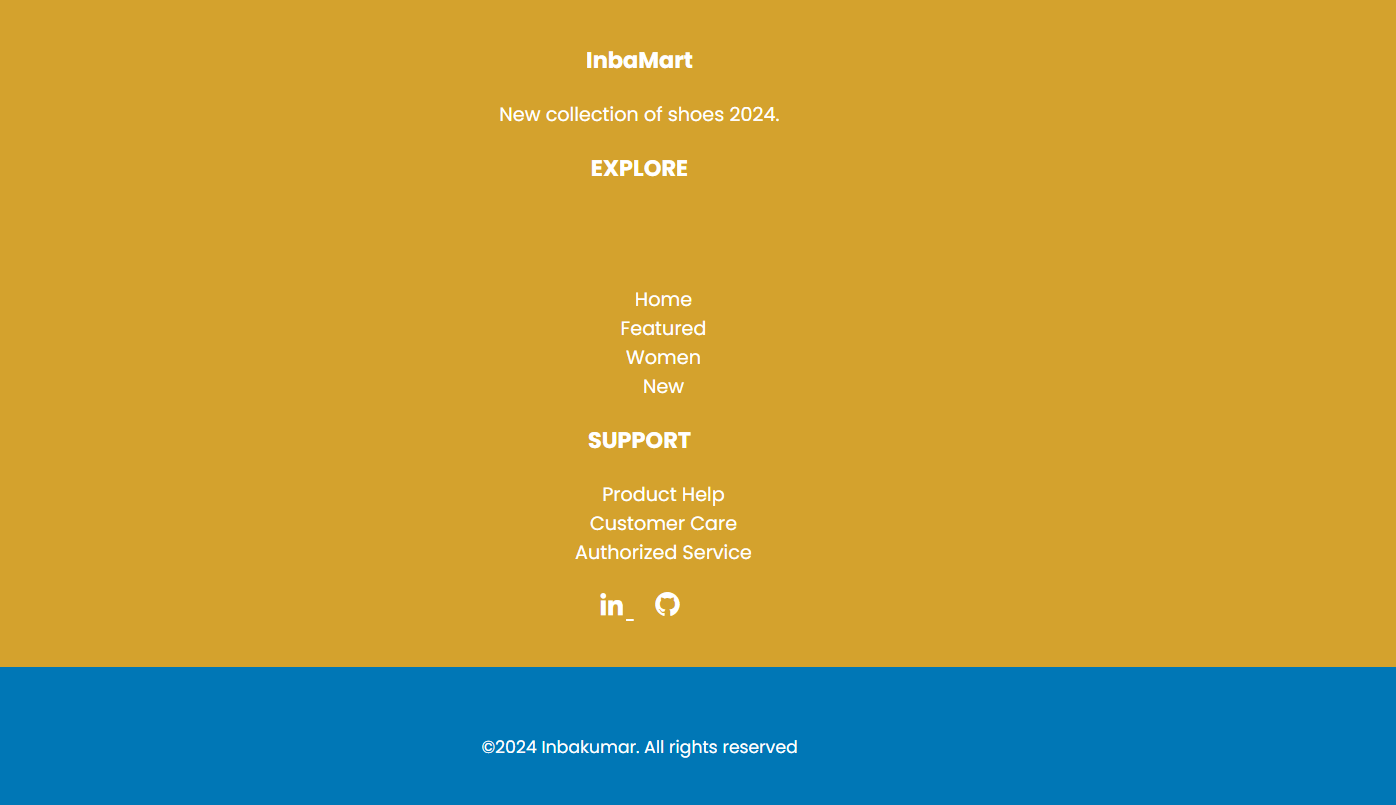 InbaMart
New collection of shoes 2024.
EXPLORE
Home
Featured
Women
New
SUPPORT
Product Help
Customer Care
Authorized Service
in
©2024 Inbakumar. All rights reserved